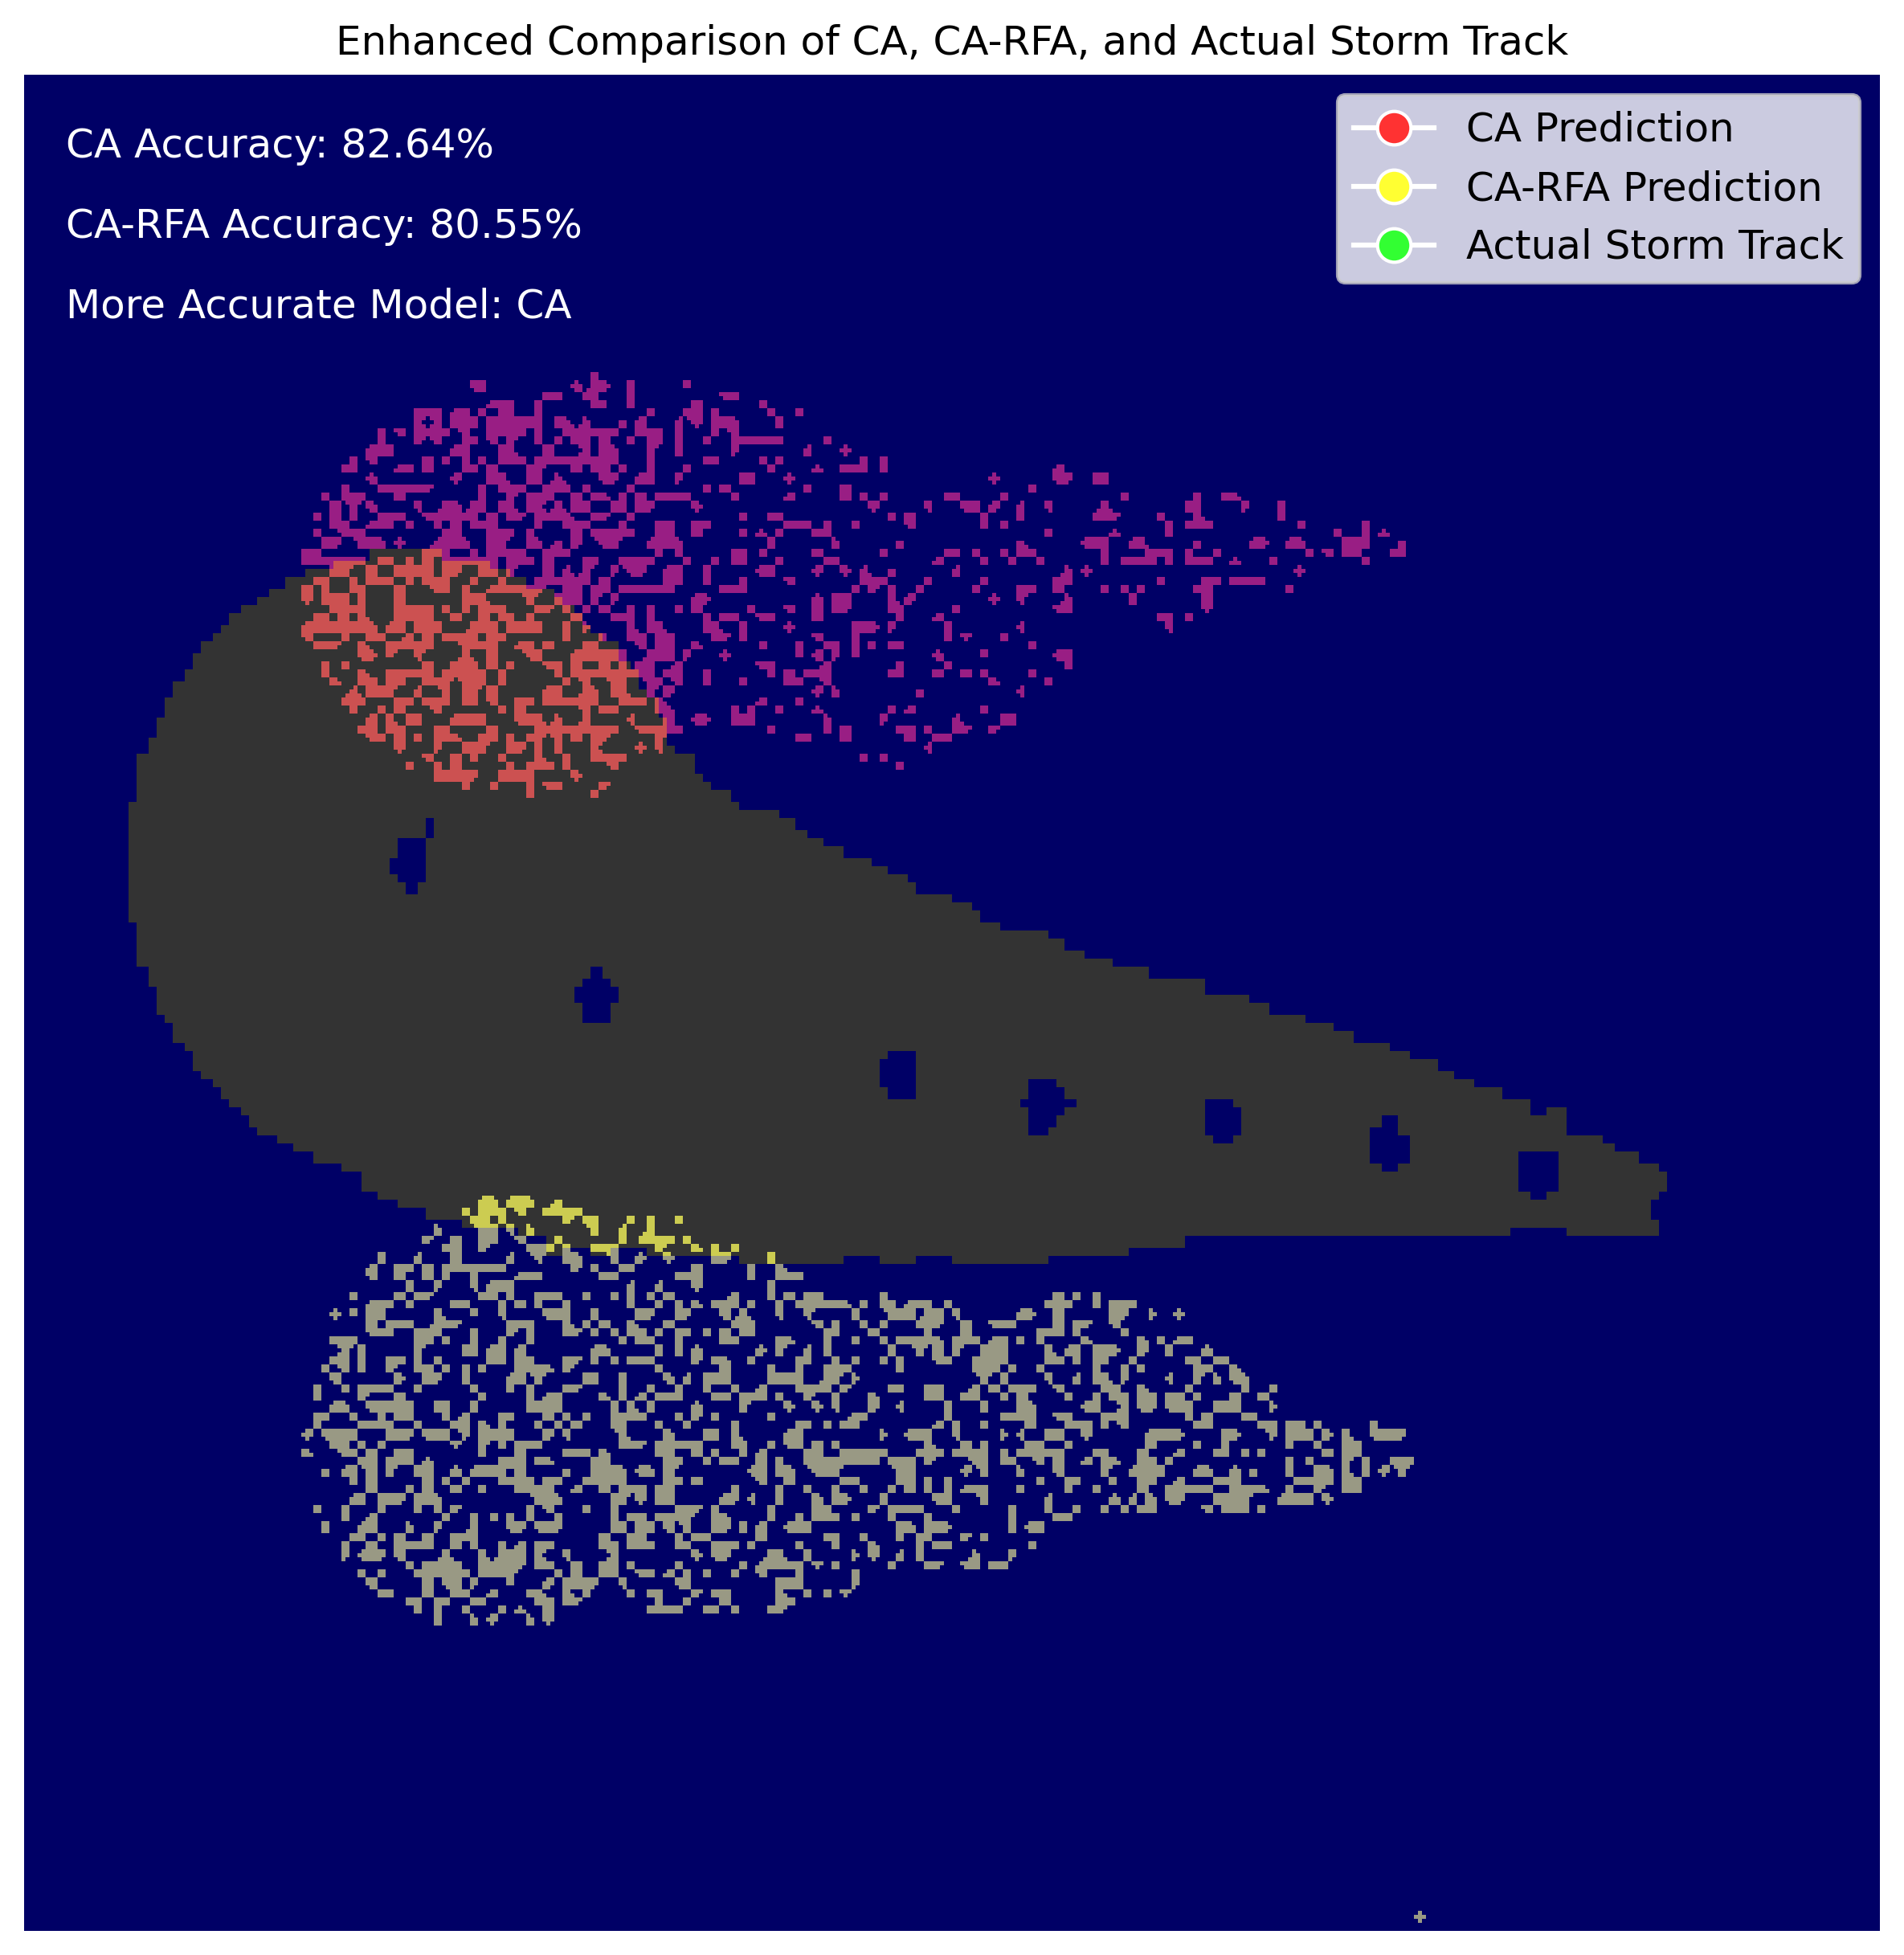 Enhanced Comparison of CA, CA-RFA, and Actual Storm Track
CA Accuracy: 82.64%
CA-RFA Accuracy: 80.55%
More Accurate Model: CA
CA Prediction
CA-RFA Prediction
Actual Storm Track